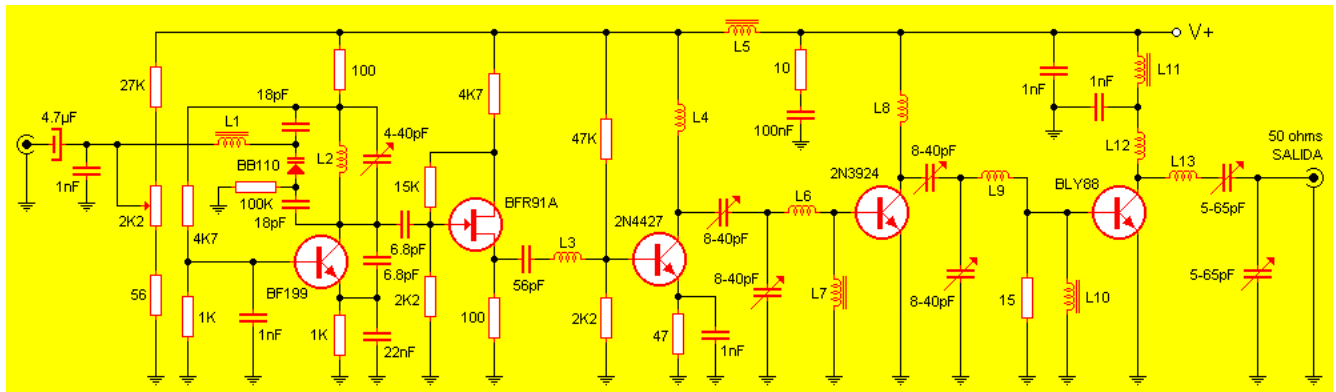 V+
L5
100
10
L11
1nF
1nF
27K
18pF
4K7
L8
4.7µF
L1
4-40pF
47K
L4
100nF
L12
50 ohms
SALIDA
BB110
L2
8-40pF
L13
2N3924
15K
L6
L9
BLY88
1nF
100K
BFR91A
2N4427
2K2
18pF
5-65pF
4K7
6.8pF
L3
8-40pF
6.8pF
56pF
8-40pF
5-65pF
BF199
L7
8-40pF
15
L10
56
1K
2K2
100
2K2
1nF
1K
22nF
47
1nF